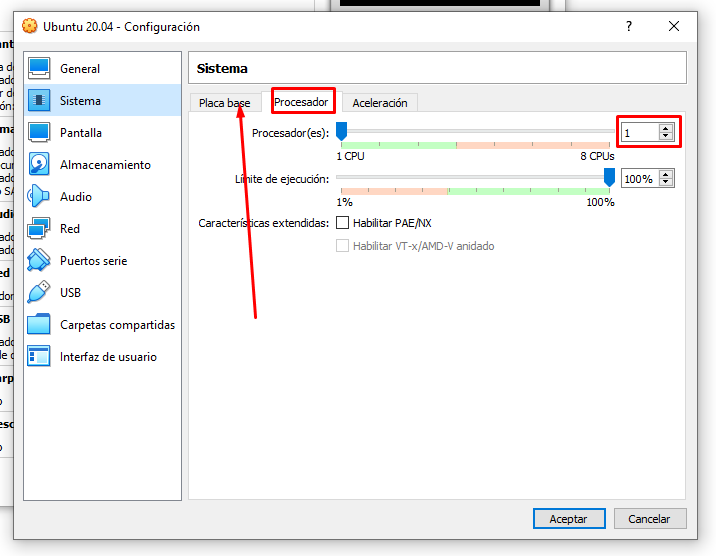 Ubuntu 20.04 - Configuración
?
General
Sistema
Pantalla
Almacenamiento
Audio
Red
Puertos serie
USB
Carpetas compartidas
Interfaz de usuario
Sistema
Placa base Procesador Aceleración
Procesador(es): 1
1 CPU 8 CPUs
Límite de ejecución: 100%
1% 100%
Características extendidas: Habilitar PAE/NX
Habilitar VT-x/AMD-V anidado
Aceptar Cancelar